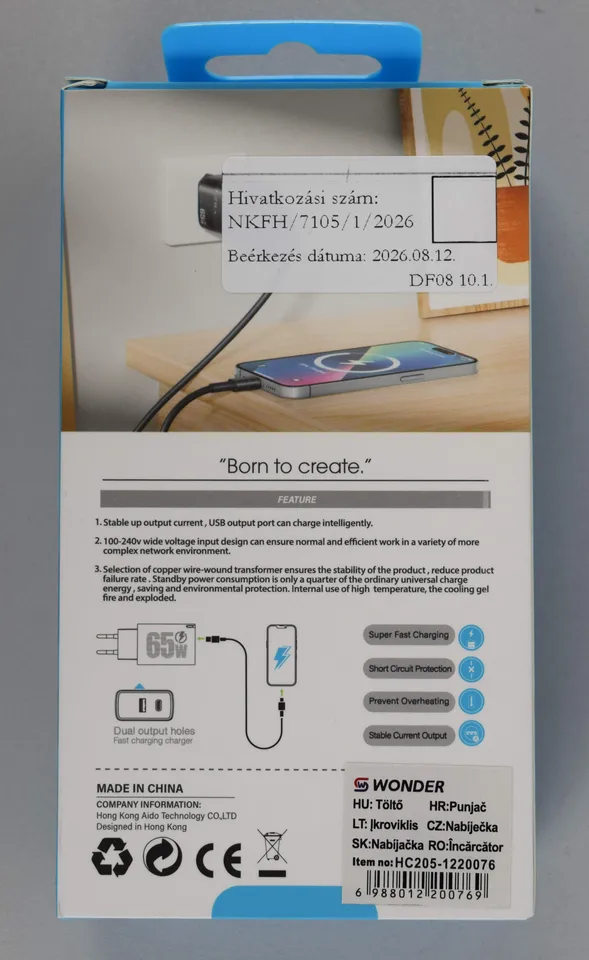 Hivatkozási szám:
NKFH/7105/1/2026
Beérkezés dátuma: 2026.08.12.
DF08 10.1.
"Born to create."
FEATURE
1. Stable up output current , USB output port can charge intelligently.
2. 100-240v wide voltage input design can ensure normal and efficient work in a variety of more
complex network environment.
3. Selection of copper wire-wound transformer ensures the stability of the product , reduce product
failure rate . Standby power consumption is only a quarter of the ordinary universal charge
energy , saving and environmental protection. Internal use of high temperature, the cooling gel
fire and exploded.
65W
Dual output holes
Fast charging charger
Super Fast Charging
Short Circuit Protection
Prevent Overheating
Stable Current Output
MADE IN CHINA
COMPANY INFORMATION:
Hong Kong Aido Technology CO.,LTD
Designed in Hong Kong
CE
WONDER
HU: Töltő HR:Punjač
LT: Įkroviklis CZ:Nabíječka
SK:Nabíjačka RO:Încărcător
Item no: HC205-1220076
6 988012 200769